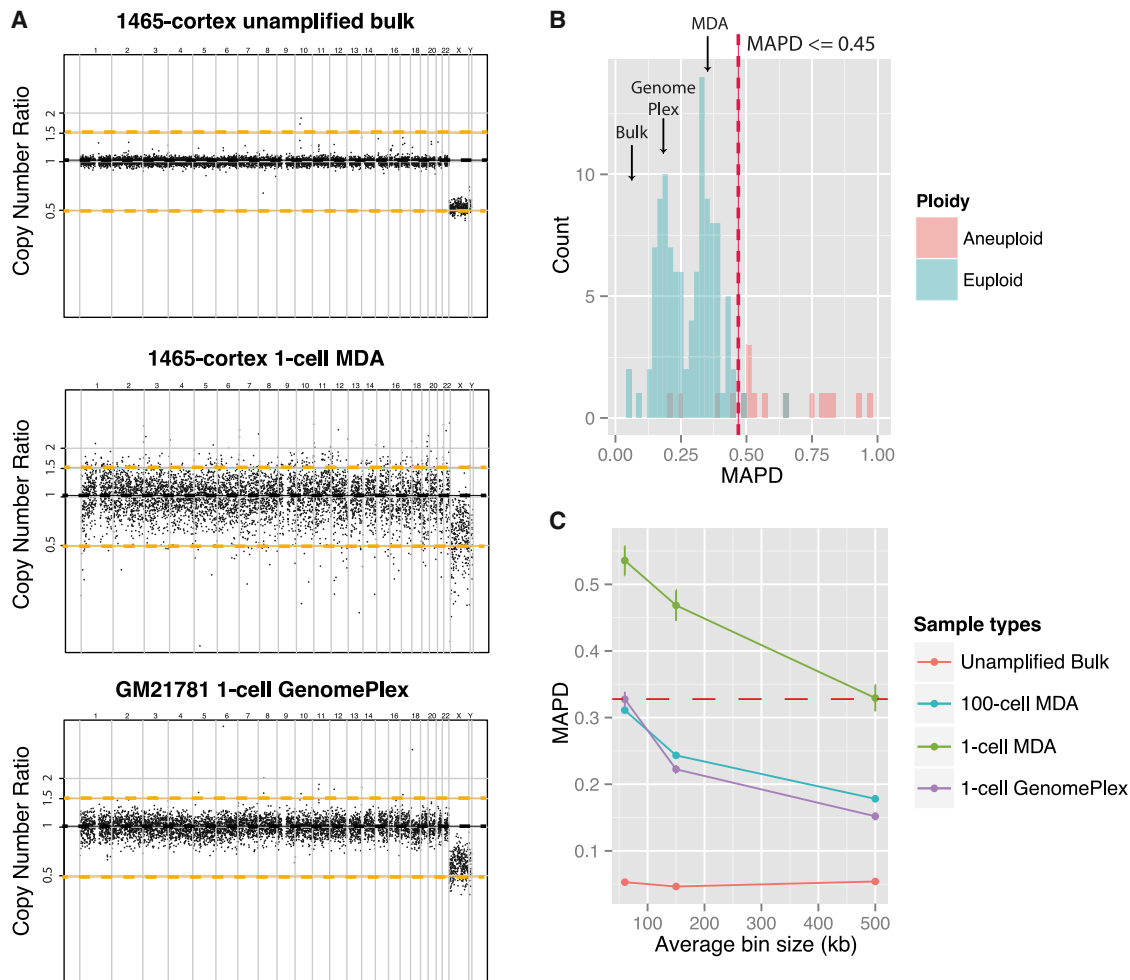 A
1465-cortex unamplified bulk
1 2 3 4 5 6 7 8 9 10 11 12 13 14 16 18 20 22 X Y
Copy Number Ratio
2
1.5
1
0.5
1465-cortex 1-cell MDA
1 2 3 4 5 6 7 8 9 10 11 12 13 14 16 18 20 22 X Y
Copy Number Ratio
2
1.5
1
0.5
GM21781 1-cell GenomePlex
1 2 3 4 5 6 7 8 9 10 11 12 13 14 16 18 20 22 X Y
Copy Number Ratio
2
1.5
1
0.5
B
MDA
MAPD <= 0.45
Genome
Plex
Bulk
Count
10
5
0
0.00 0.25 0.50 0.75 1.00
MAPD
Ploidy
Aneuploid
Euploid
C
MAPD
0.5
0.4
0.3
0.2
0.1
100 200 300 400 500
Average bin size (kb)
Sample types
Unamplified Bulk
100-cell MDA
1-cell MDA
1-cell GenomePlex